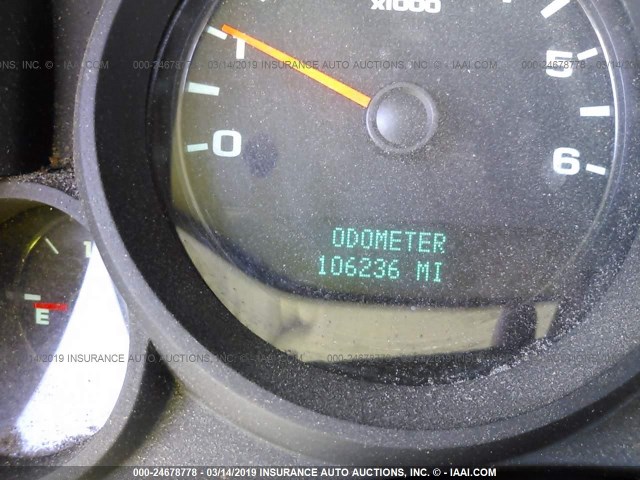 x1000
1
5
0
6
ODOMETER
106236 MI
E
000-24678778 - 03/14/2019 INSURANCE AUTO AUCTIONS, INC. - © - IAAI.COM